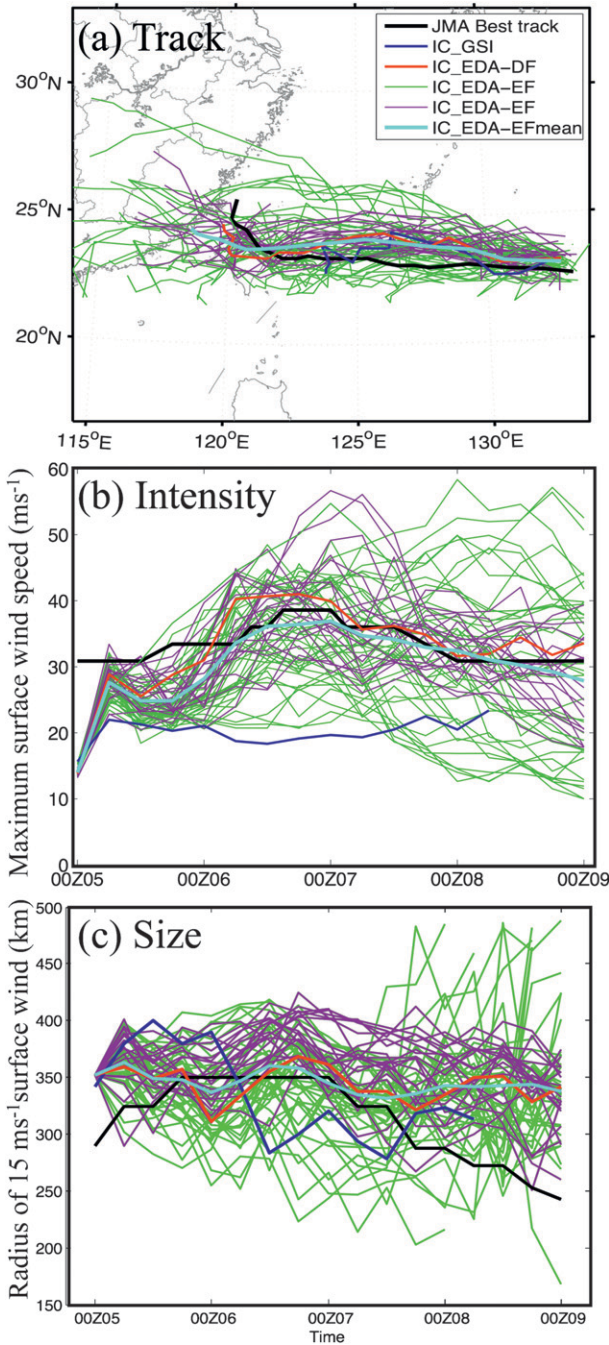 (a) Track
JMA Best track
IC_GSI
IC_EDA-DF
IC_EDA-EF
IC_EDA-EF
IC_EDA-EFmean
30°N
25°N
20°N
115°E 120°E 125°E 130°E
(b) Intensity
Maximum surface wind speed (ms-1)
60
50
40
30
20
10
0
00Z05 00Z06 00Z07 00Z08 00Z09
(c) Size
Radius of 15 ms-1 surface wind (km)
500
450
400
350
300
250
200
150
00Z05 00Z06 00Z07 00Z08 00Z09
Time